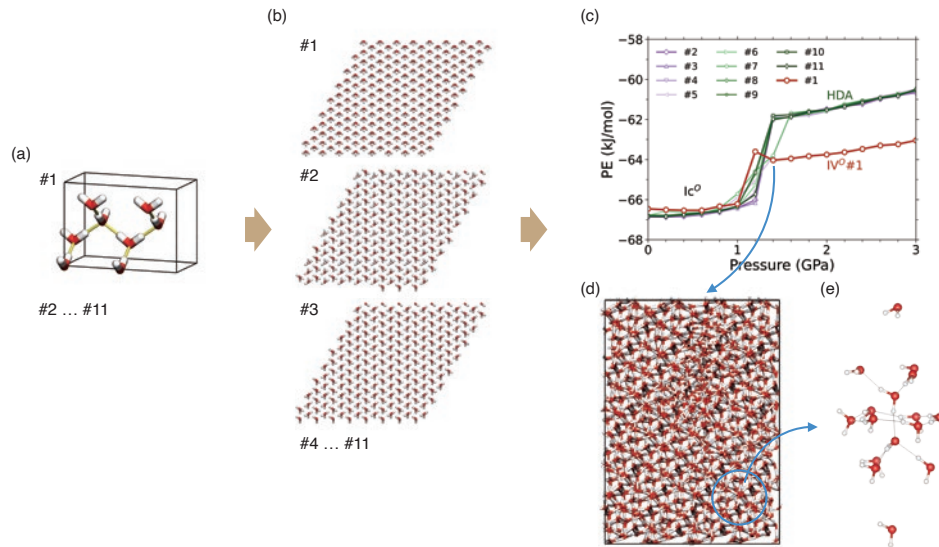 (a)
#1
#2 ... #11
(b)
#1
#2
#3
#4 ... #11
(c)
PE (kJ/mol)
−58
−60
−62
−64
−66
−68
#2
#3
#4
#5
#6
#7
#8
#9
#10
#11
#1
HDA
IV^O#1
Ic^O
0
1
2
3
Pressure (GPa)
(d)
(e)